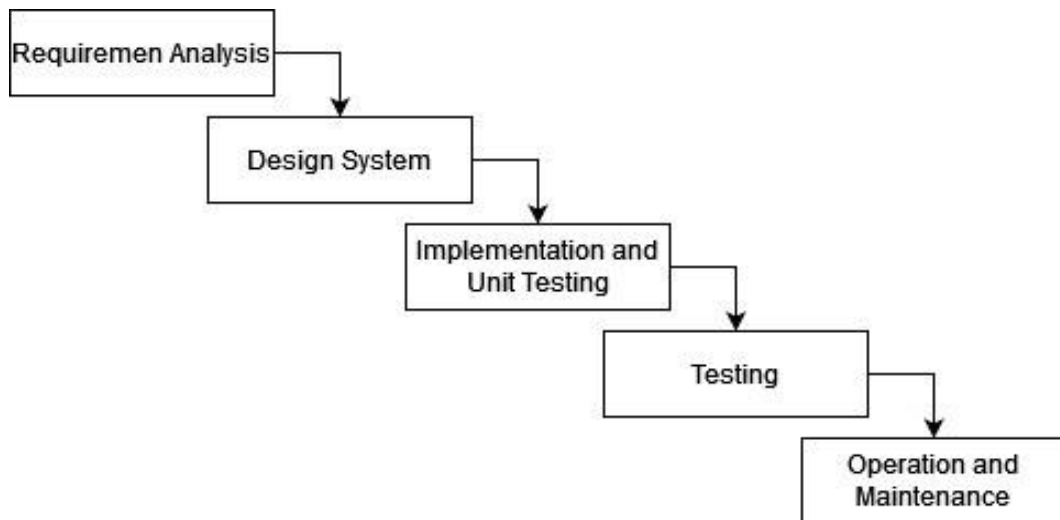 Requiremen Analysis
Design System
Implementation and
Unit Testing
Testing
Operation and
Maintenance